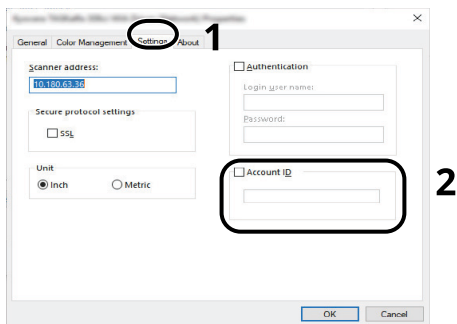 General Color Management Settings About
1
Scanner address:
10.180.63.36
Secure protocol settings
SSL
Unit
Inch Metric
Authentication
Login user name:
Password:
Account ID
2
OK Cancel